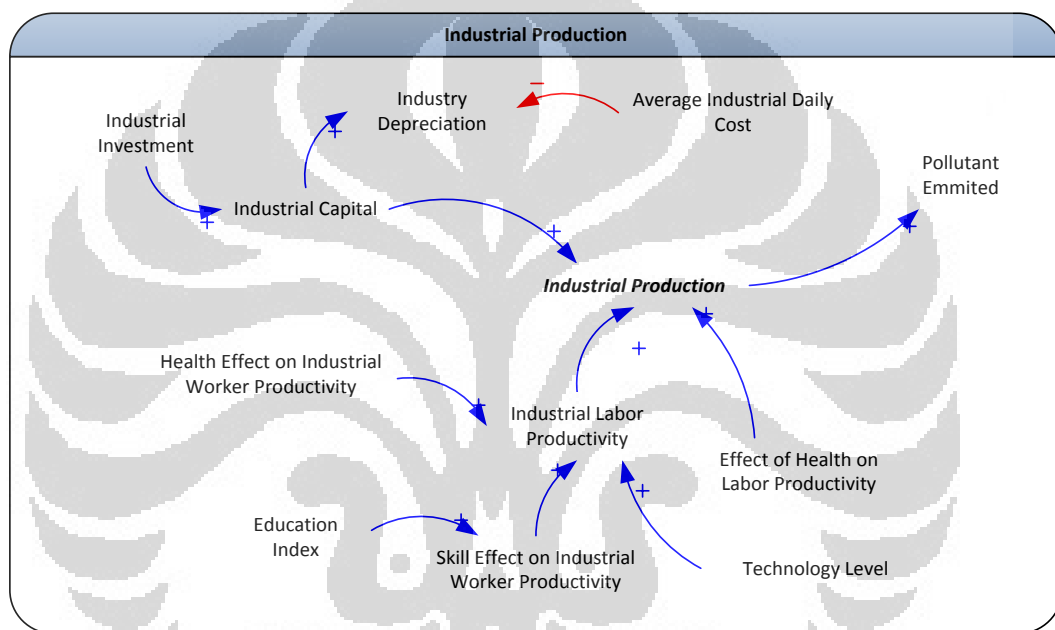 Industrial Production
Industry
Depreciation
Average Industrial Daily
Cost
Industrial
Investment
Pollutant
Emmited
Industrial Capital
Industrial Production
Health Effect on Industrial
Worker Productivity
Industrial Labor
Productivity
Effect of Health on
Labor Productivity
Education
Index
Skill Effect on Industrial
Worker Productivity
Technology Level